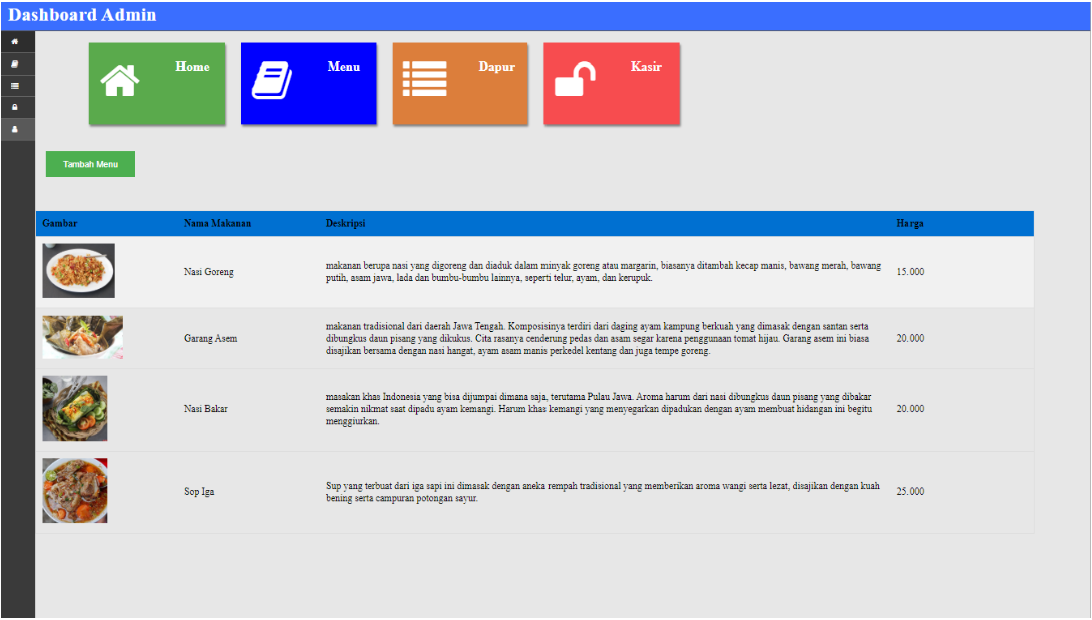 Dashboard Admin
Home
Menu
Dapur
Kasir
Tambah Menu
Gambar Nama Makanan Deskripsi Harga
Nasi Goreng
makanan berupa nasi yang digoreng dan diaduk dalam minyak goreng atau margarin, biasanya ditambah kecap manis, bawang merah, bawang
putih, asam jawa, lada dan bumbu-bumbu lainnya, seperti telur, ayam, dan kerupuk.
15.000
Garang Asem
makanan tradisional dari daerah Jawa Tengah. Komposisinya terdiri dari daging ayam kampung berkuah yang dimasak dengan santan serta
dibungkus daun pisang yang dikukus. Cita rasanya cenderung pedas dan asam segar karena penggunaan tomat hijau. Garang asem ini biasa
disajikan bersama dengan nasi hangat, ayam asam manis perkedel kentang dan juga tempe goreng.
20.000
Nasi Bakar
masakan khas Indonesia yang bisa dijumpai dimana saja, terutama Pulau Jawa. Aroma harum dari nasi dibungkus daun pisang yang dibakar
semakin nikmat saat dipadu ayam kemangi. Harum khas kemangi yang menyegarkan dipadukan dengan ayam membuat hidangan ini begitu
menggiurkan.
20.000
Sop Iga
Sup yang terbuat dari iga sapi ini dimasak dengan aneka rempah tradisional yang memberikan aroma wangi serta lezat, disajikan dengan kuah
bening serta campuran potongan sayur.
25.000